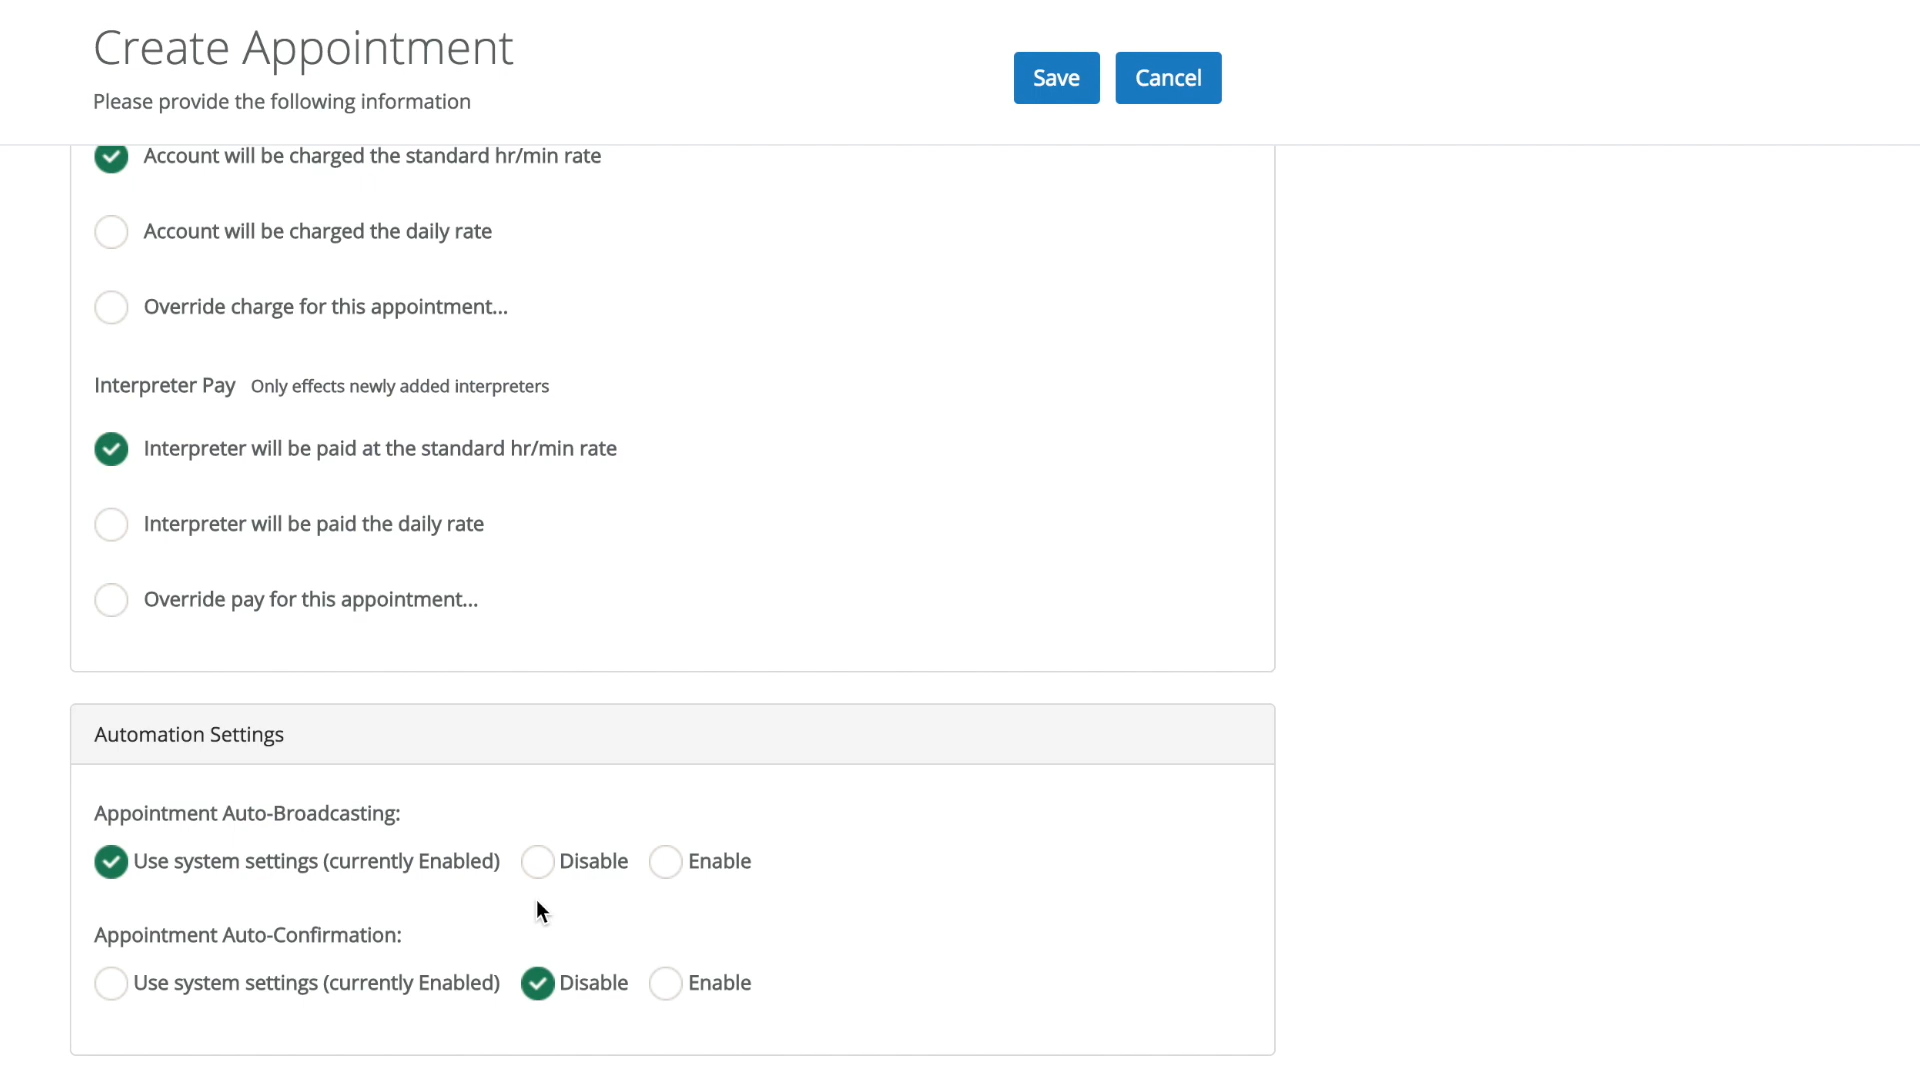 Create Appointment
Please provide the following information
Save Cancel
Account will be charged the standard hr/min rate
Account will be charged the daily rate
Override charge for this appointment...
Interpreter Pay Only effects newly added interpreters
Interpreter will be paid at the standard hr/min rate
Interpreter will be paid the daily rate
Override pay for this appointment...
Automation Settings
Appointment Auto-Broadcasting:
Use system settings (currently Enabled) Disable Enable
Appointment Auto-Confirmation:
Use system settings (currently Enabled) Disable Enable